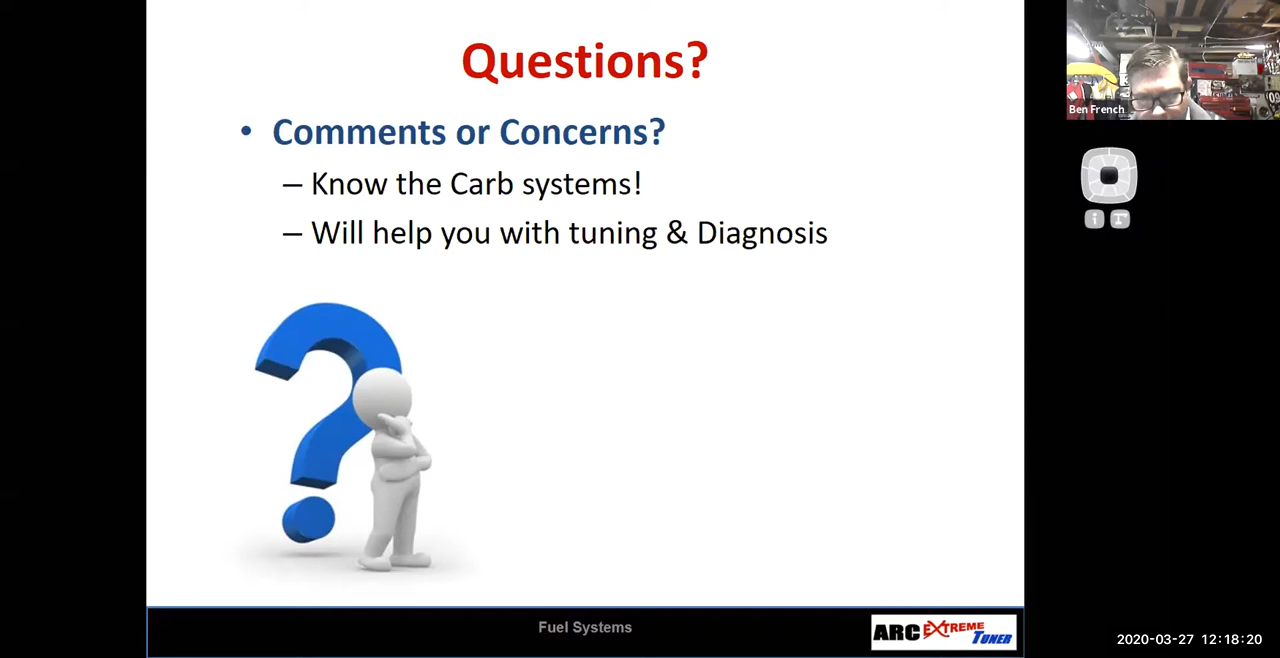 Questions?
• Comments or Concerns?
– Know the Carb systems!
– Will help you with tuning & Diagnosis
Fuel Systems
ARC EXTREME TUNER
Ben French
i T
2020-03-27 12:18:20